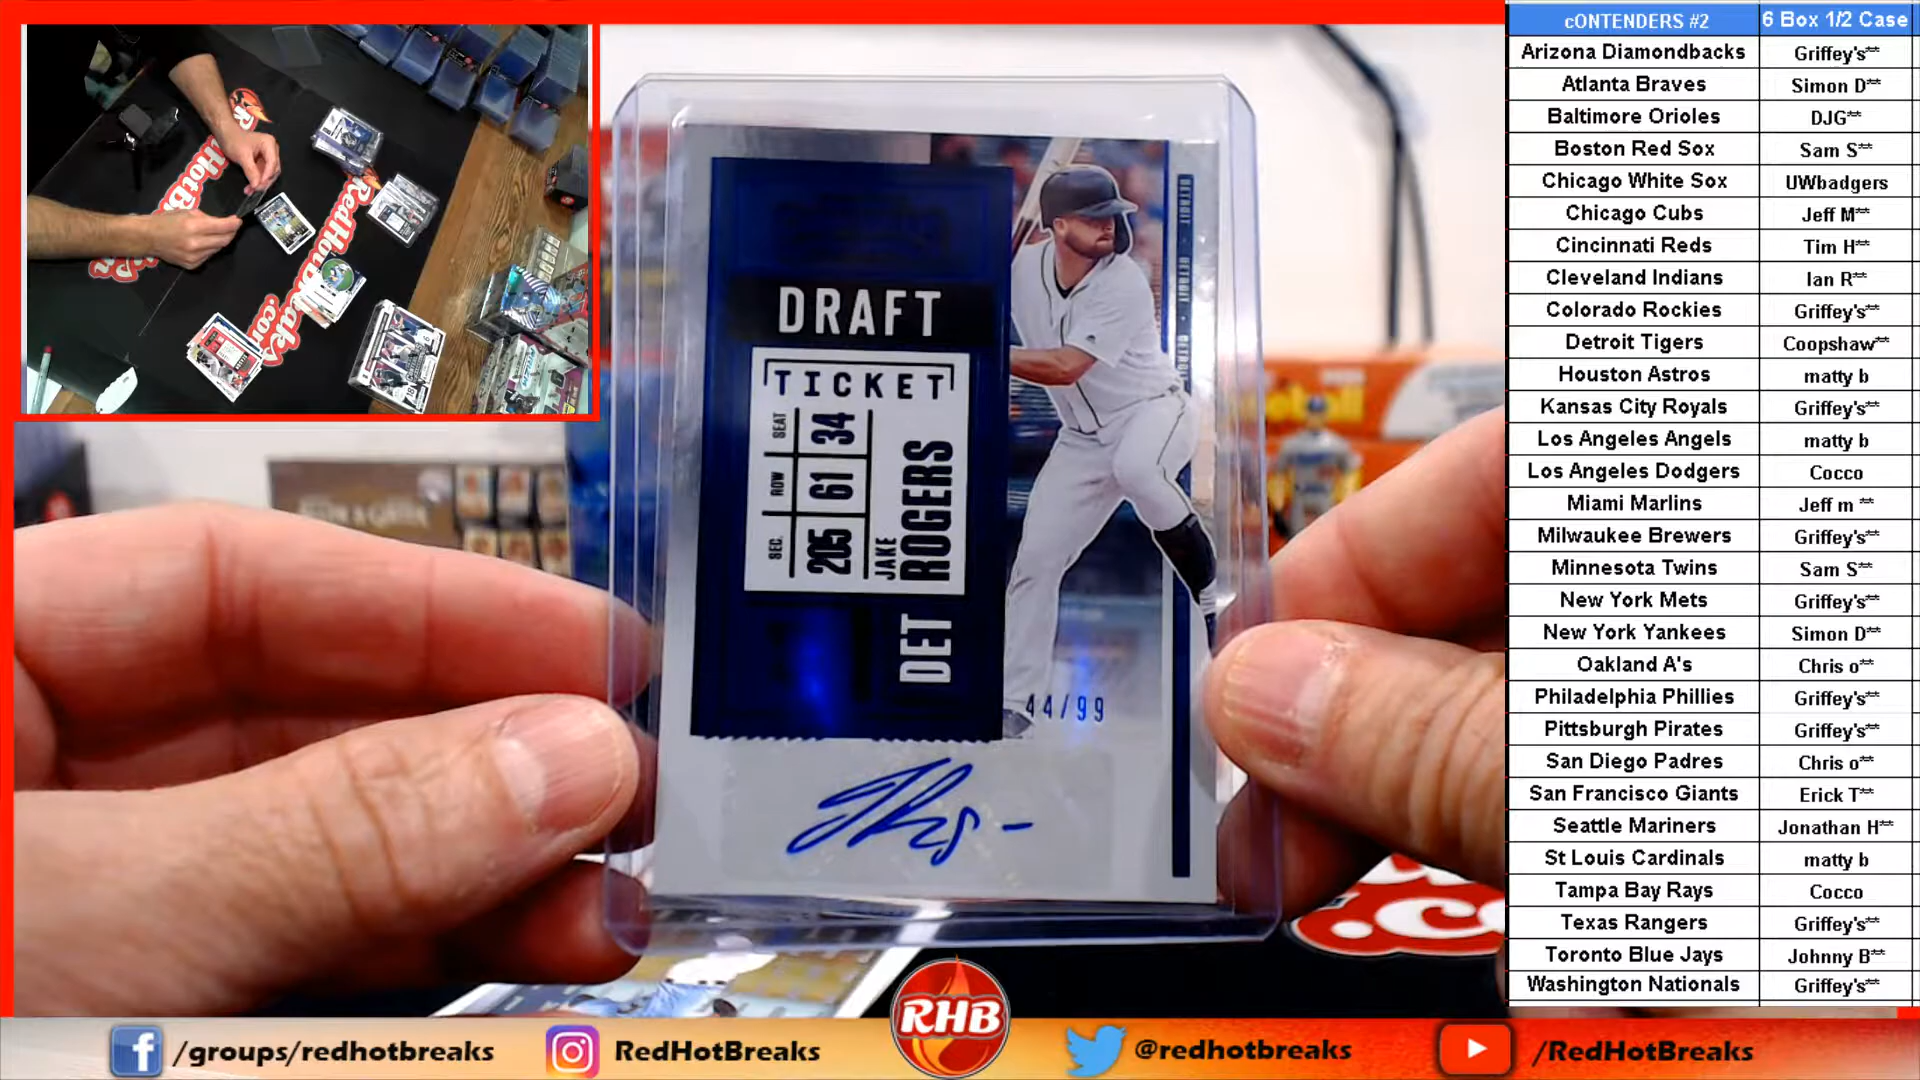 cONTENDERS #2 6 Box 1/2 Case
Arizona Diamondbacks Griffey's**
Atlanta Braves Simon D**
Baltimore Orioles DJG**
Boston Red Sox Sam S**
Chicago White Sox UWbadgers
Chicago Cubs Jeff M**
Cincinnati Reds Tim H**
Cleveland Indians Ian R**
Colorado Rockies Griffey's**
Detroit Tigers Coopshaw**
Houston Astros matty b
Kansas City Royals Griffey's**
Los Angeles Angels matty b
Los Angeles Dodgers Cocco
Miami Marlins Jeff m **
Milwaukee Brewers Griffey's**
Minnesota Twins Sam S**
New York Mets Griffey's**
New York Yankees Simon D**
Oakland A's Chris o**
Philadelphia Phillies Griffey's**
Pittsburgh Pirates Griffey's**
San Diego Padres Chris o**
San Francisco Giants Erick T**
Seattle Mariners Jonathan H**
St Louis Cardinals matty b
Tampa Bay Rays Cocco
Texas Rangers Griffey's**
Toronto Blue Jays Johnny B**
Washington Nationals Griffey's**
DRAFT
TICKET
SEC. ROW SEAT
205 61 34
JAKE
ROGERS
DET
DETROIT · DETROIT · DETROIT
44/99
RedHotBreaks
.com
RHB
/groups/redhotbreaks
RedHotBreaks
@redhotbreaks
/RedHotBreaks